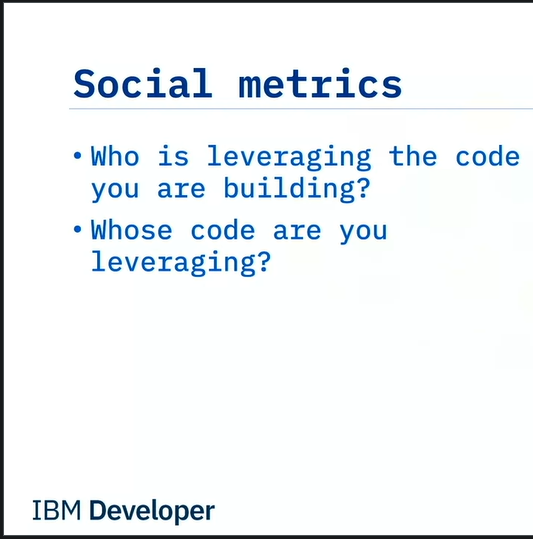 Social metrics
• Who is leveraging the code
you are building?
• Whose code are you
leveraging?
IBM Developer